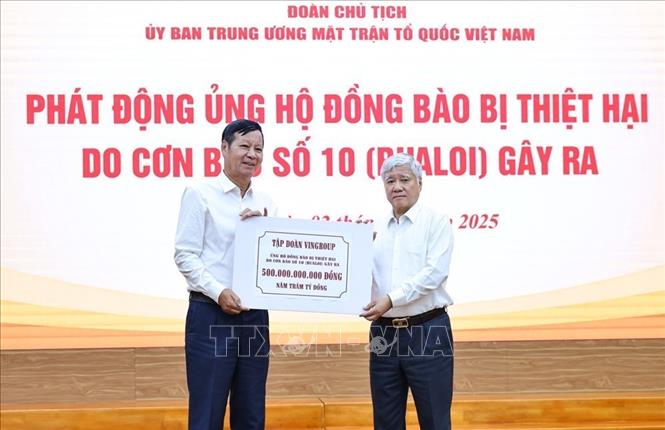 ĐOÀN CHỦ TỊCH
ỦY BAN TRUNG ƯƠNG MẶT TRẬN TỔ QUỐC VIỆT NAM
PHÁT ĐỘNG ỦNG HỘ ĐỒNG BÀO BỊ THIỆT HẠI
DO CƠN SỐ 10 (BUALOI) GÂY RA
2025
TẬP ĐOÀN VINGROUP
ỦNG HỘ ĐỒNG BÀO BỊ THIỆT HẠI
DO CƠN BÃO SỐ 10 (BUALOI) GÂY RA
500.000.000.000 ĐỒNG
NĂM TRĂM TỶ ĐỒNG
TTXVN-VNA